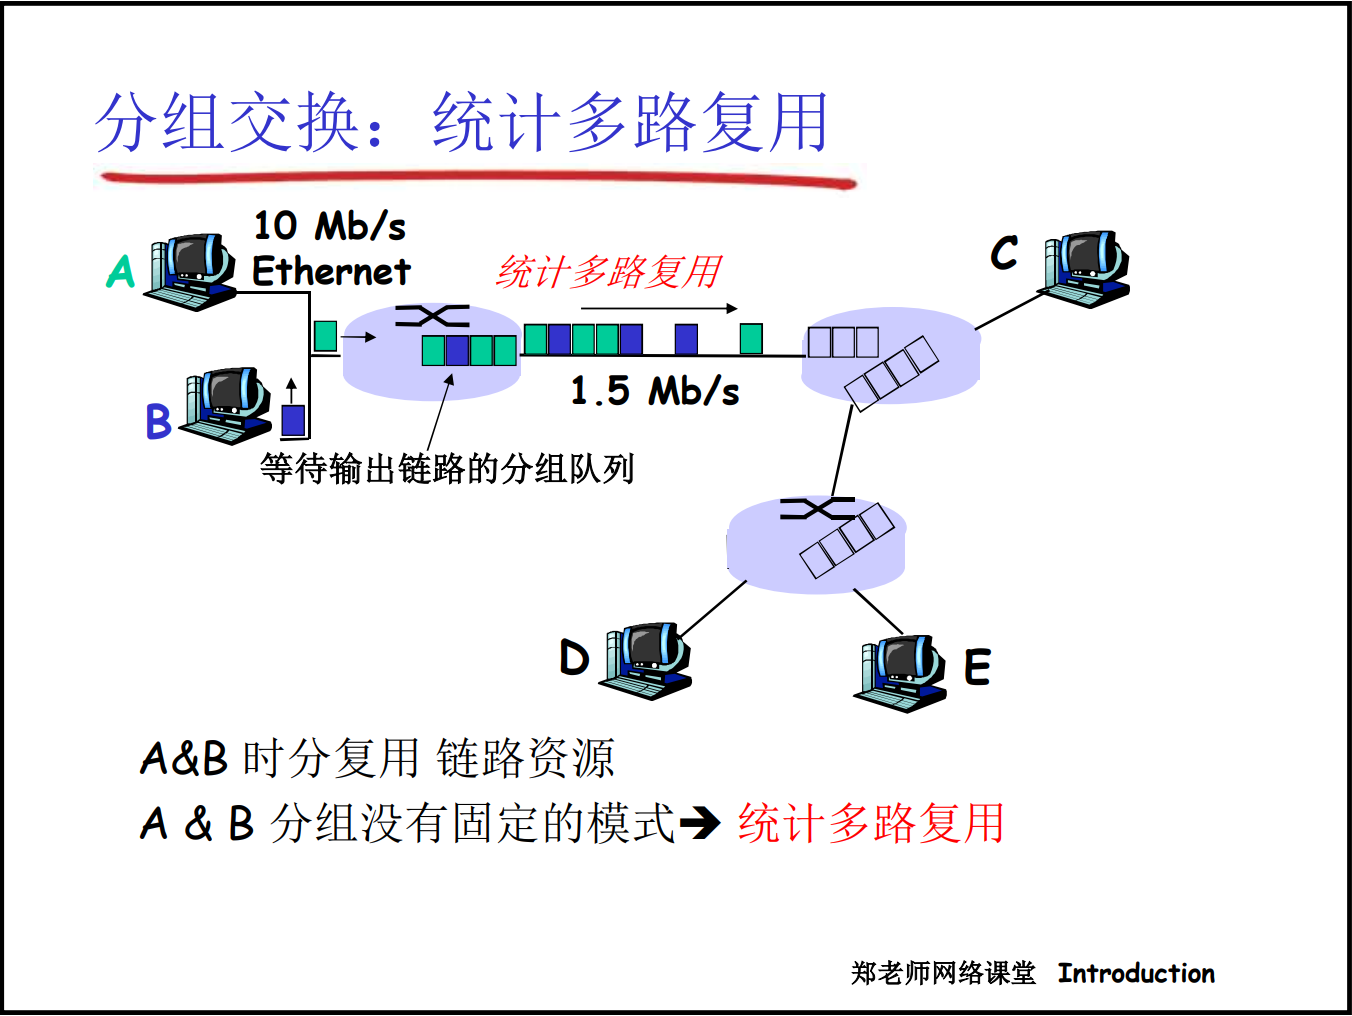 分组交换：统计多路复用
10 Mb/s
Ethernet
A
统计多路复用
C
B
1.5 Mb/s
等待输出链路的分组队列
D
E
A&B 时分复用 链路资源
A & B 分组没有固定的模式➔ 统计多路复用
郑老师网络课堂 Introduction